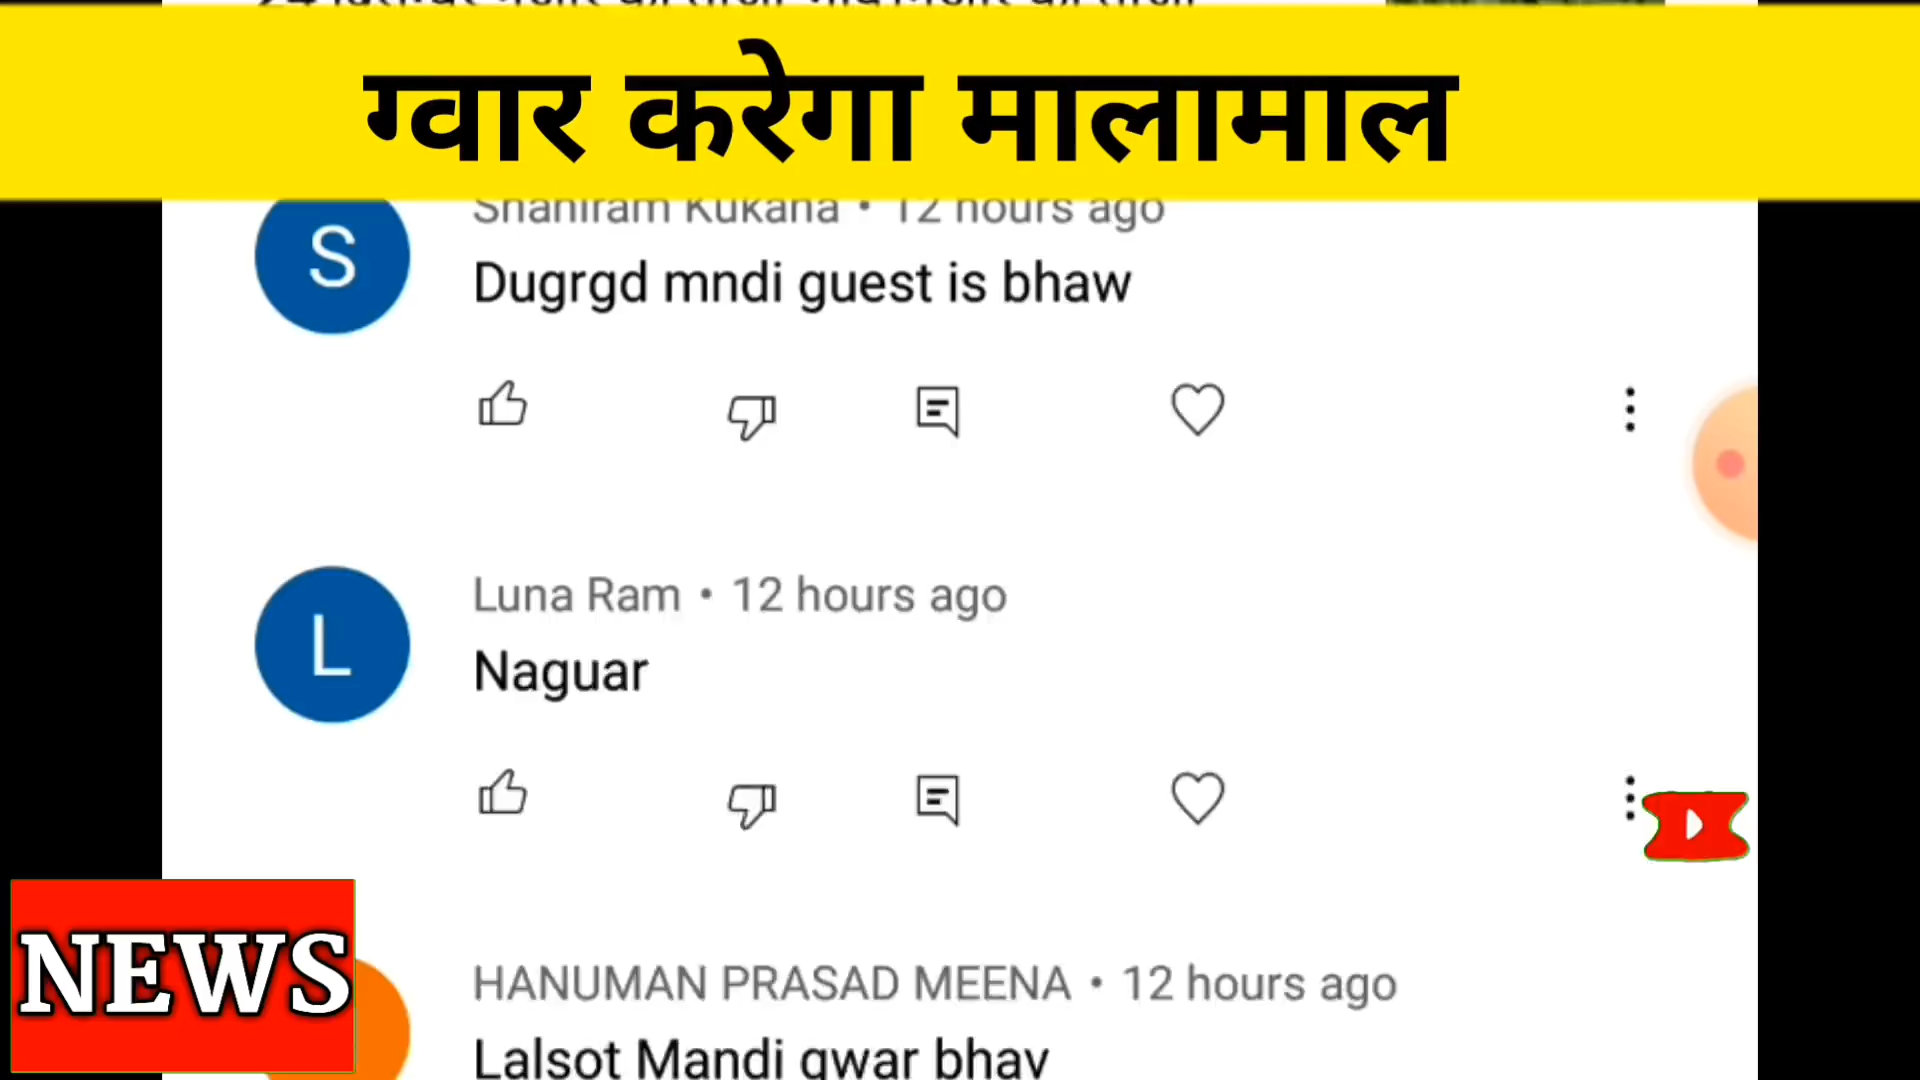 ग्वार करेगा मालामाल
S
Shaniram Kukana • 12 hours ago
Dugrgd mndi guest is bhaw
L
Luna Ram • 12 hours ago
Naguar
NEWS
HANUMAN PRASAD MEENA • 12 hours ago
Lalsot Mandi gwar bhav